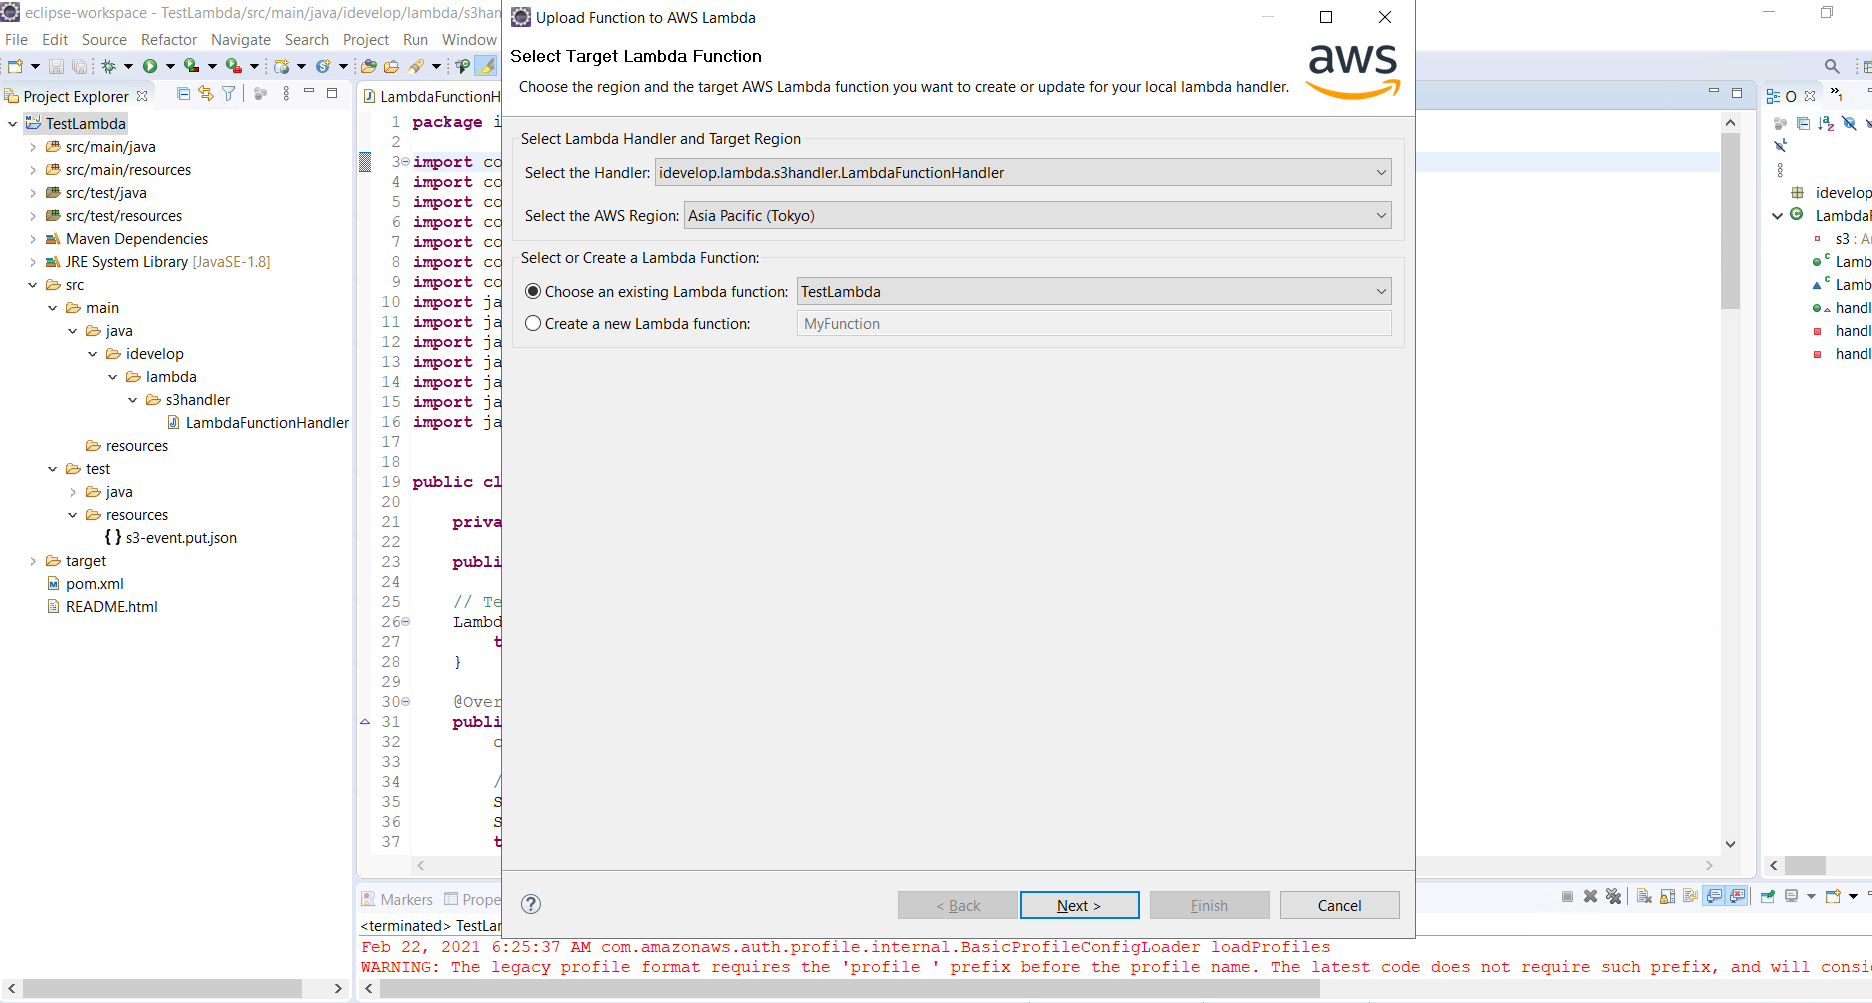 eclipse-workspace - TestLambda/src/main/java/idevelop/lambda/s3han
File Edit Source Refactor Navigate Search Project Run Window
Project Explorer
TestLambda
src/main/java
src/main/resources
src/test/java
src/test/resources
Maven Dependencies
JRE System Library [JavaSE-1.8]
src
main
java
idevelop
lambda
s3handler
LambdaFunctionHandler
resources
test
java
resources
{ } s3-event.put.json
target
pom.xml
README.html
LambdaFunctionH
1 package i
2
3 import co
4 import co
5 import co
6 import co
7 import co
8 import co
9 import co
10 import ja
11 import ja
12 import ja
13 import ja
14 import ja
15 import ja
16 import ja
17
18
19 public cl
20
21 priva
22
23 publi
24
25 // Te
26 Lambd
27 t
28 }
29
30 @Over
31 publi
32 c
33
34 /
35 S
36 S
37 t
Upload Function to AWS Lambda
Select Target Lambda Function
Choose the region and the target AWS Lambda function you want to create or update for your local lambda handler.
aws
Select Lambda Handler and Target Region
Select the Handler: idevelop.lambda.s3handler.LambdaFunctionHandler
Select the AWS Region: Asia Pacific (Tokyo)
Select or Create a Lambda Function:
Choose an existing Lambda function: TestLambda
Create a new Lambda function: MyFunction
< Back Next > Finish Cancel
O
idevelop
LambdaF
s3 : A
Lamb
Lamb
handl
handl
handl
Markers Prope
<terminated> TestLar
Feb 22, 2021 6:25:37 AM com.amazonaws.auth.profile.internal.BasicProfileConfigLoader loadProfiles
WARNING: The legacy profile format requires the 'profile ' prefix before the profile name. The latest code does not require such prefix, and will consi